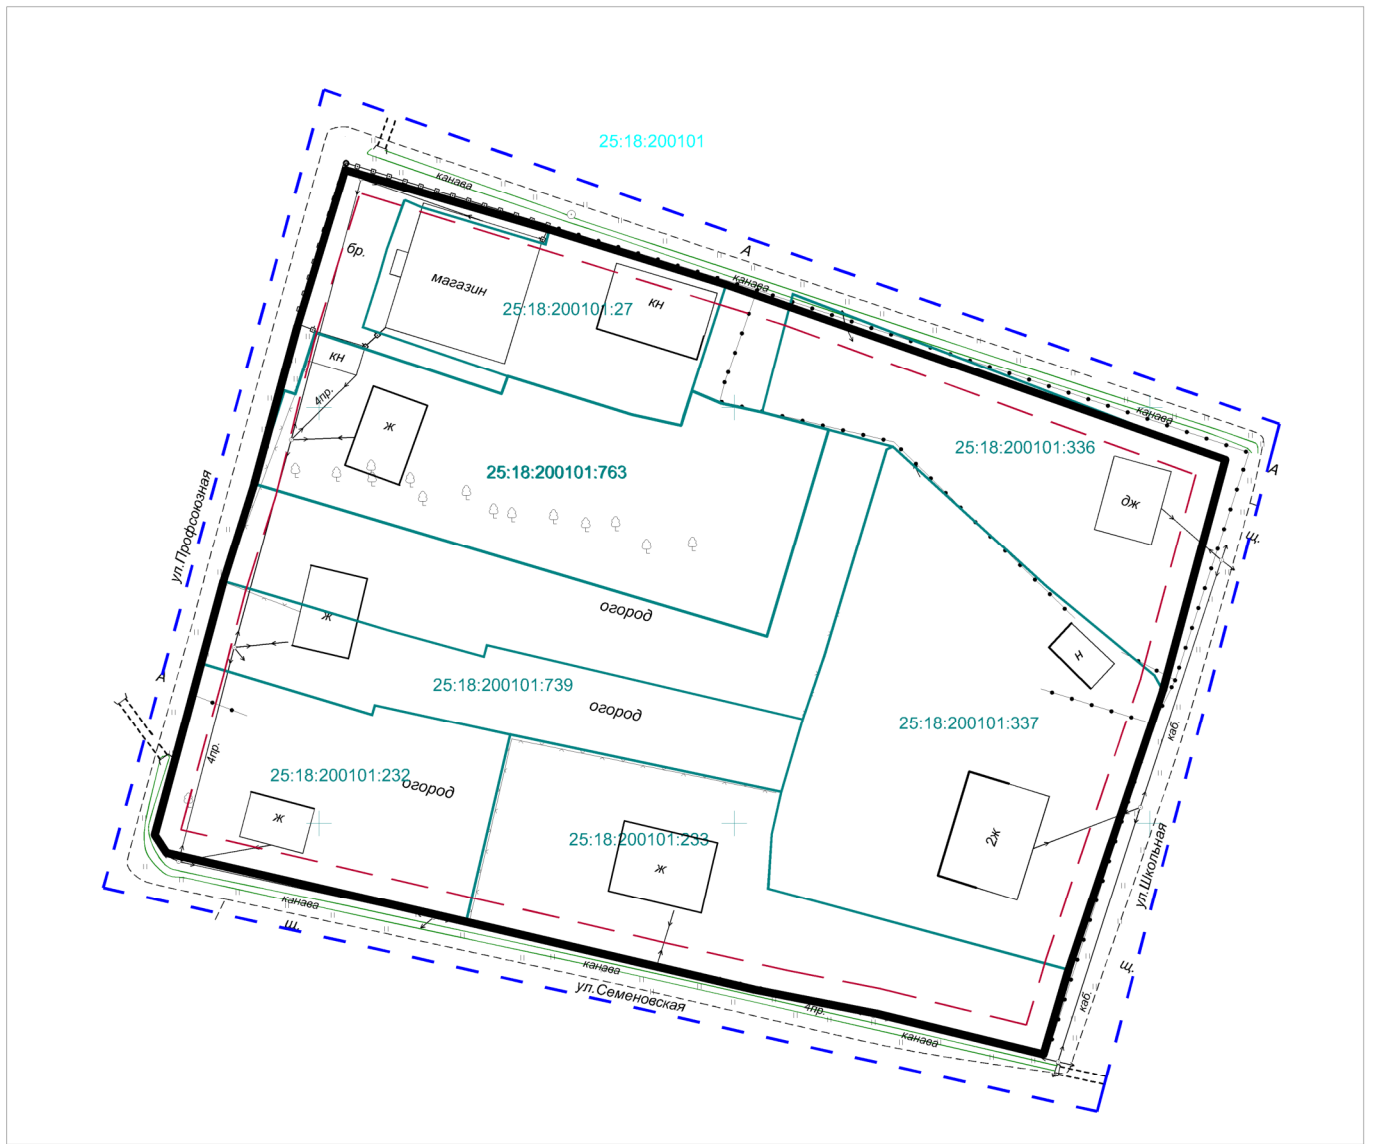 25:18:200101
канава
А
бр.
канава
магазин
25:18:200101:27
кн
кн
4пр.
канава
ж
25:18:200101:336
25:18:200101:763
А
дж
ул.Профсоюзная
щ.
огород
ж
н
А
25:18:200101:739
огород
25:18:200101:337
каб.
4пр.
25:18:200101:232
огород
ж
25:18:200101:233
2ж
ж
ул.Школьная
канава
щ.
канава
щ.
ул.Семеновская
4пр.
каб.
канава